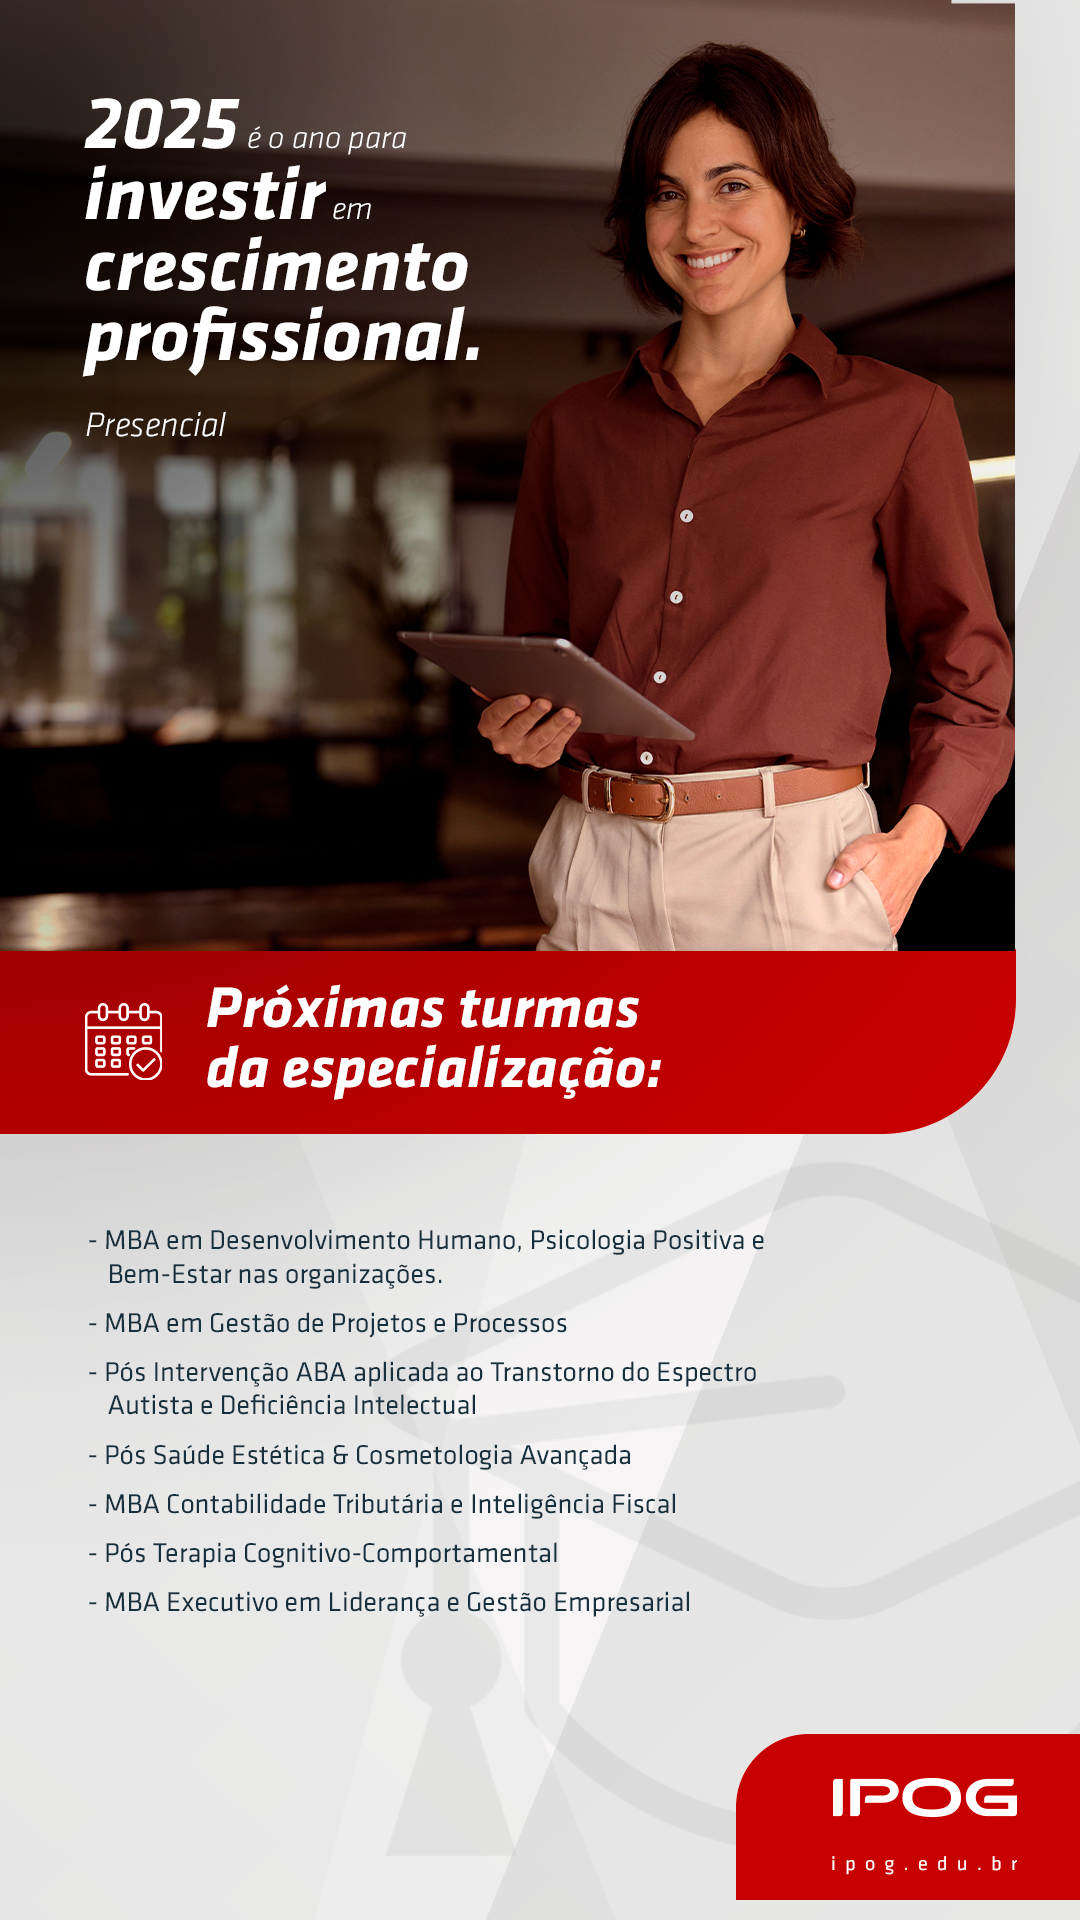 2025 é o ano para
investir em
crescimento
profissional.
Presencial
Próximas turmas
da especialização:
- MBA em Desenvolvimento Humano, Psicologia Positiva e
Bem-Estar nas organizações.
- MBA em Gestão de Projetos e Processos
- Pós Intervenção ABA aplicada ao Transtorno do Espectro
Autista e Deficiência Intelectual
- Pós Saúde Estética & Cosmetologia Avançada
- MBA Contabilidade Tributária e Inteligência Fiscal
- Pós Terapia Cognitivo-Comportamental
- MBA Executivo em Liderança e Gestão Empresarial
IPOG
ipog.edu.br